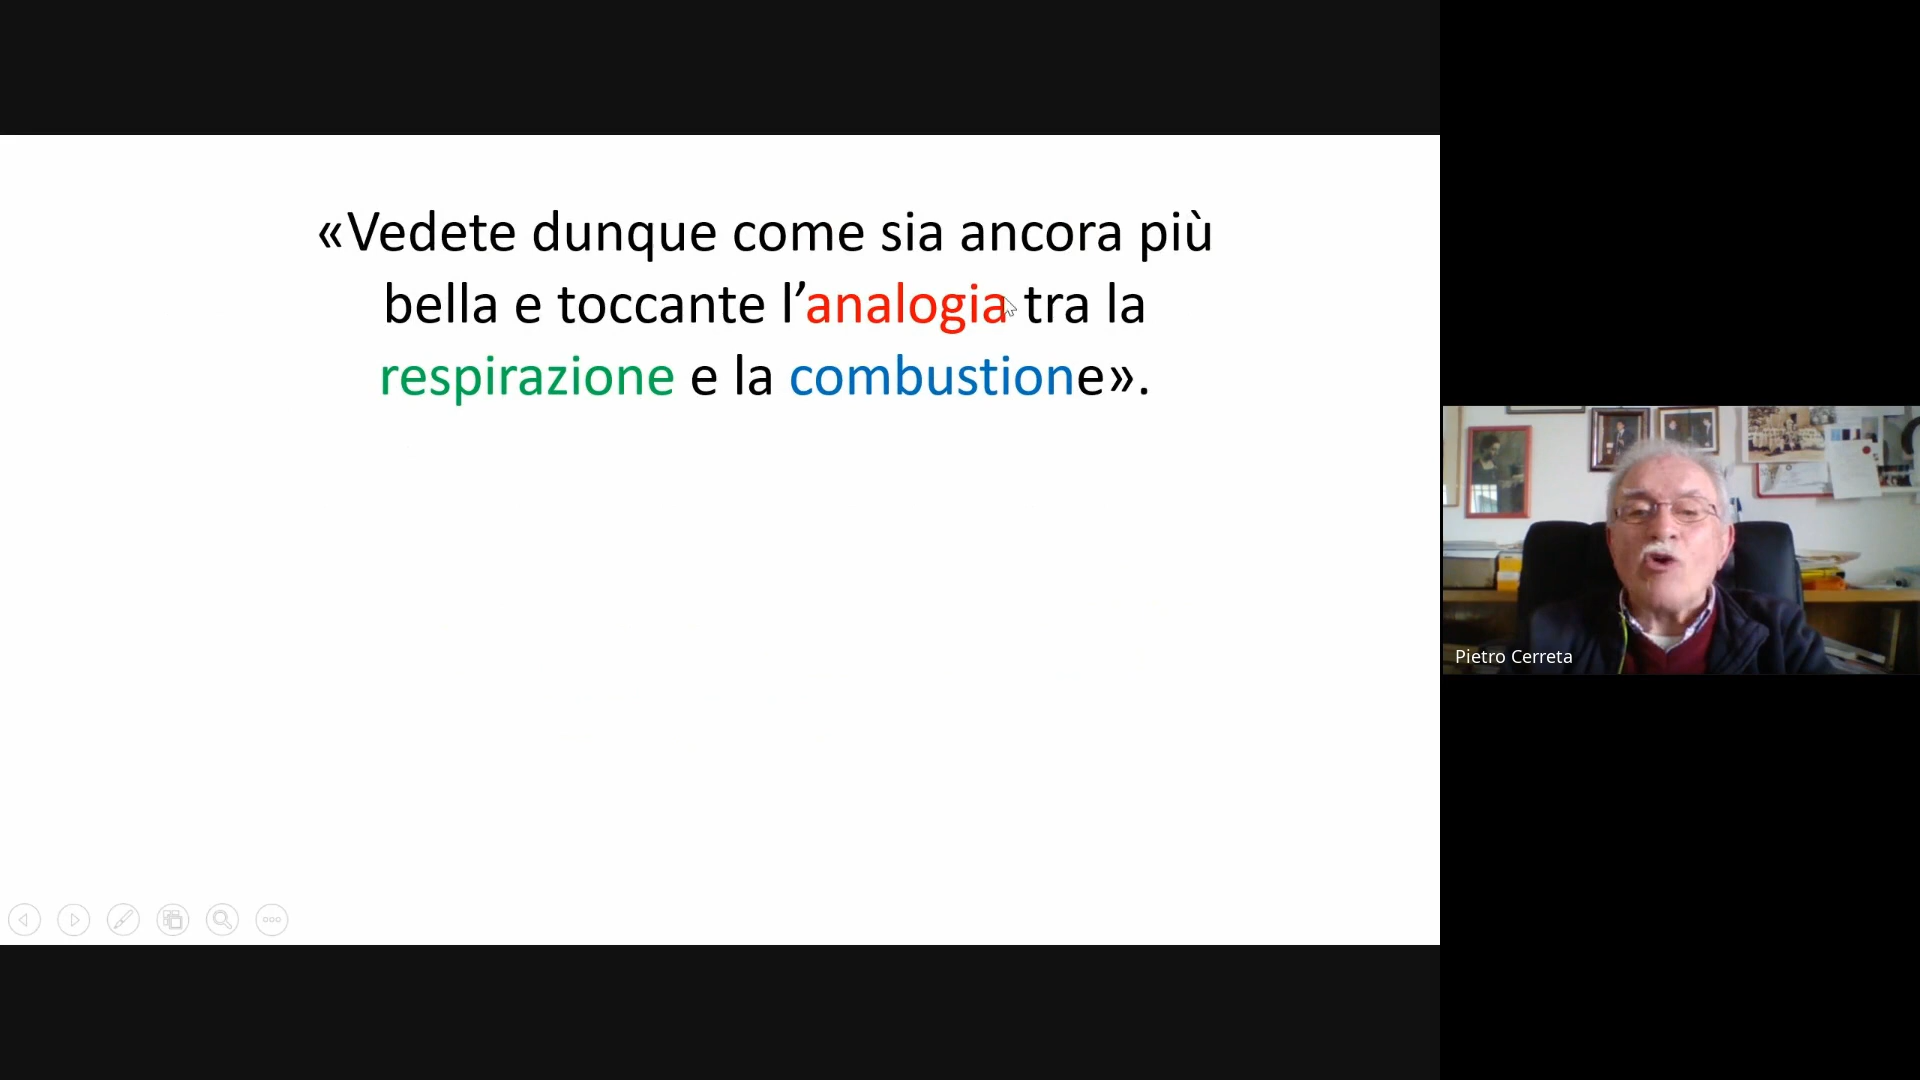 «Vedete dunque come sia ancora più
bella e toccante l’analogia tra la
respirazione e la combustione».
Pietro Cerreta